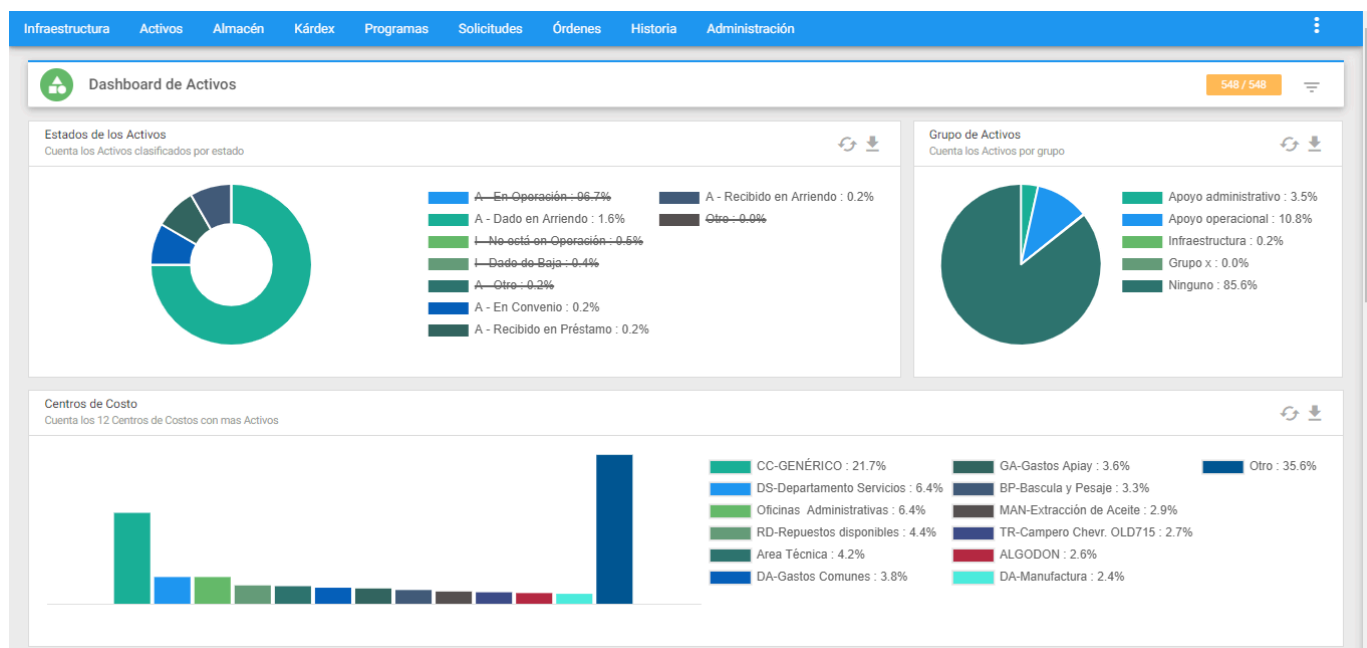 Infraestructura Activos Almacén Kárdex Programas Solicitudes Órdenes Historia Administración
Dashboard de Activos
548 / 548
Estados de los Activos
Cuenta los Activos clasificados por estado
A - En Operación : 96.7%
A - Dado en Arriendo : 1.6%
I - No está en Operación : 0.5%
I - Dado de Baja : 0.4%
A - Otro : 0.2%
A - En Convenio : 0.2%
A - Recibido en Préstamo : 0.2%
A - Recibido en Arriendo : 0.2%
Otro : 0.0%
Grupo de Activos
Cuenta los Activos por grupo
Apoyo administrativo : 3.5%
Apoyo operacional : 10.8%
Infraestructura : 0.2%
Grupo x : 0.0%
Ninguno : 85.6%
Centros de Costo
Cuenta los 12 Centros de Costos con mas Activos
CC-GENÉRICO : 21.7%
DS-Departamento Servicios : 6.4%
Oficinas Administrativas : 6.4%
RD-Repuestos disponibles : 4.4%
Area Técnica : 4.2%
DA-Gastos Comunes : 3.8%
GA-Gastos Apiay : 3.6%
BP-Bascula y Pesaje : 3.3%
MAN-Extracción de Aceite : 2.9%
TR-Campero Chevr. OLD715 : 2.7%
ALGODON : 2.6%
DA-Manufactura : 2.4%
Otro : 35.6%